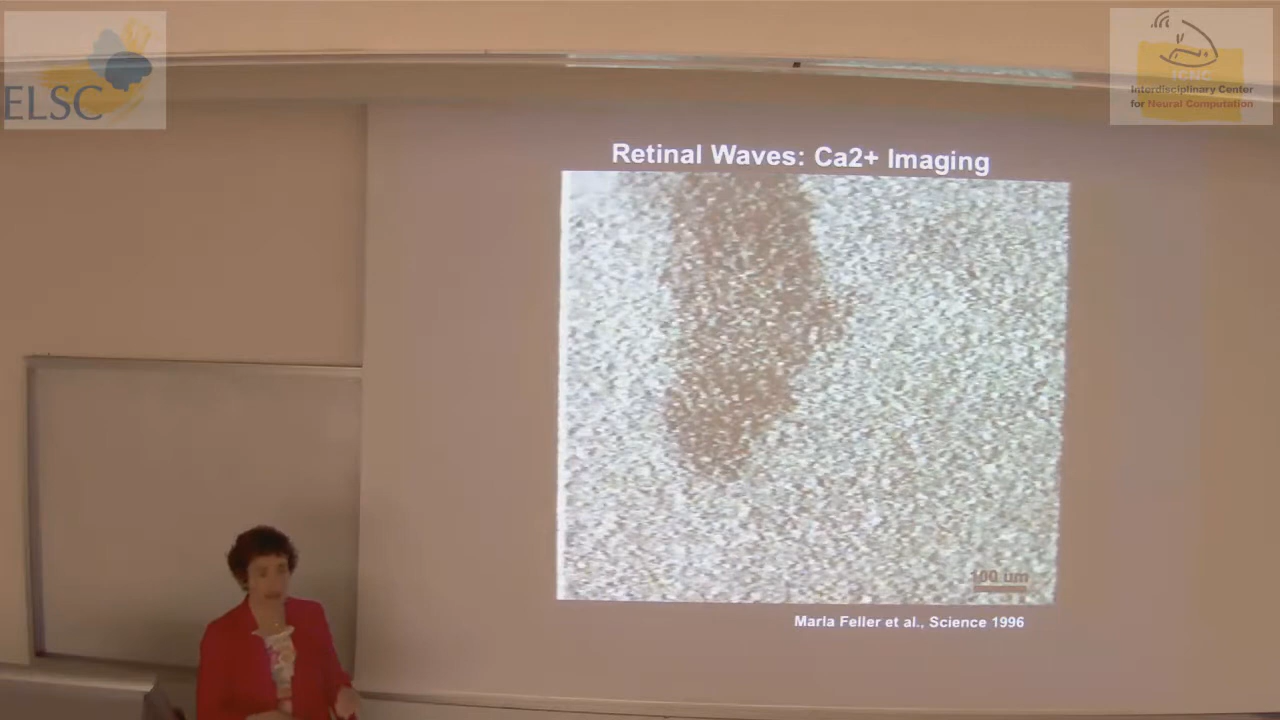 ELSC
ICNC
Interdisciplinary Center
for Neural Computation
Retinal Waves: Ca2+ Imaging
100 um
Marla Feller et al., Science 1996